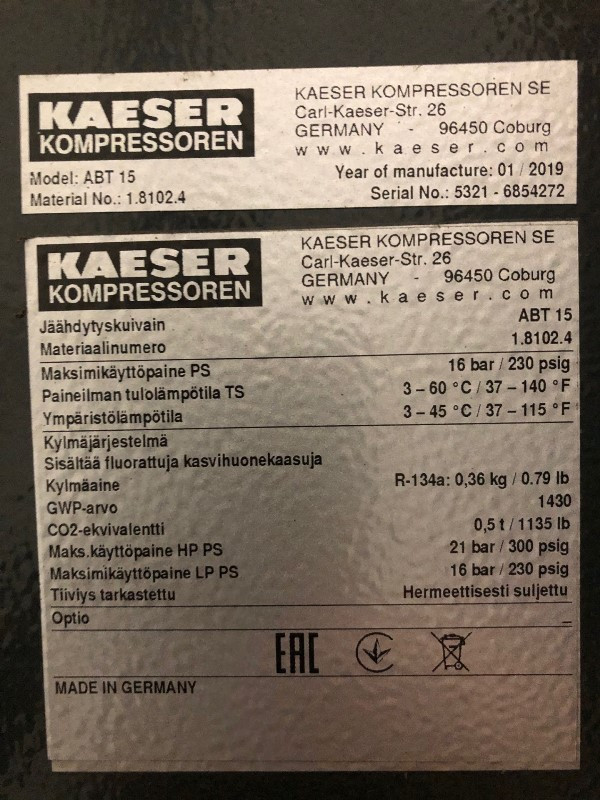 KAESER
KOMPRESSOREN
KAESER KOMPRESSOREN SE
Carl-Kaeser-Str. 26
GERMANY - 96450 Coburg
www.kaeser.com
Model: ABT 15
Year of manufacture: 01 / 2019
Material No.: 1.8102.4
Serial No.: 5321 - 6854272
KAESER
KOMPRESSOREN
KAESER KOMPRESSOREN SE
Carl-Kaeser-Str. 26
GERMANY - 96450 Coburg
www.kaeser.com
Jäähdytyskuivain ABT 15
Materiaalinumero 1.8102.4
Maksimikäyttöpaine PS 16 bar / 230 psig
Paineilman tulolämpötila TS 3 – 60 °C / 37 – 140 °F
Ympäristölämpötila 3 – 45 °C / 37 – 115 °F
Kylmäjärjestelmä
Sisältää fluorattuja kasvihuonekaasuja
Kylmäaine R-134a: 0,36 kg / 0.79 lb
GWP-arvo 1430
CO2-ekvivalentti 0,5 t / 1135 lb
Maks.käyttöpaine HP PS 21 bar / 300 psig
Maksimikäyttöpaine LP PS 16 bar / 230 psig
Tiiviys tarkastettu Hermeettisesti suljettu
Optio –
EAC
MADE IN GERMANY